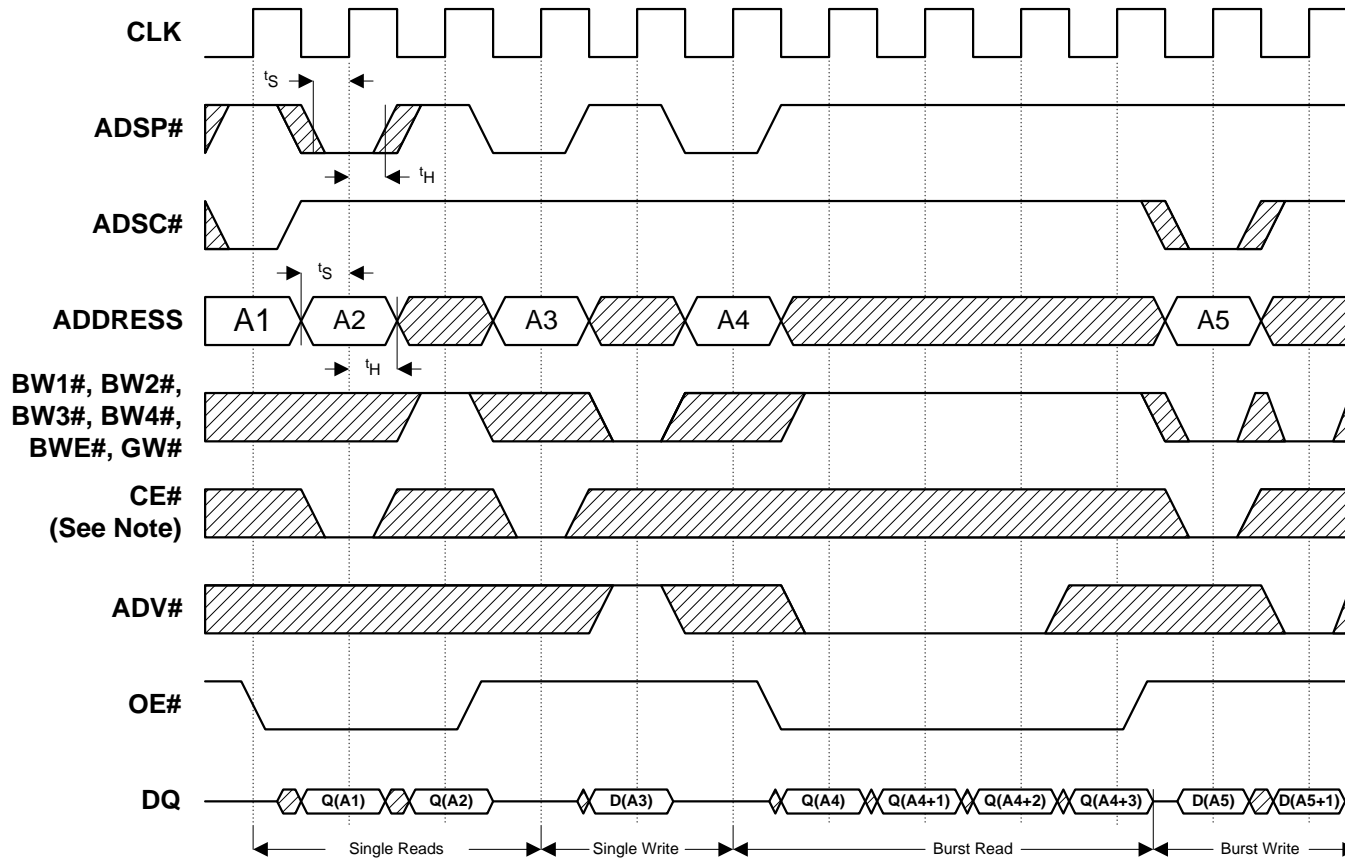 CLK
tS
ADSP#
tH
ADSC#
tS
ADDRESS
A1
A2
A3
A4
A5
tH
BW1#, BW2#,
BW3#, BW4#,
BWE#, GW#
CE#
(See Note)
ADV#
OE#
DQ
Q(A1)
Q(A2)
D(A3)
Q(A4)
Q(A4+1)
Q(A4+2)
Q(A4+3)
D(A5)
D(A5+1)
Single Reads
Single Write
Burst Read
Burst Write